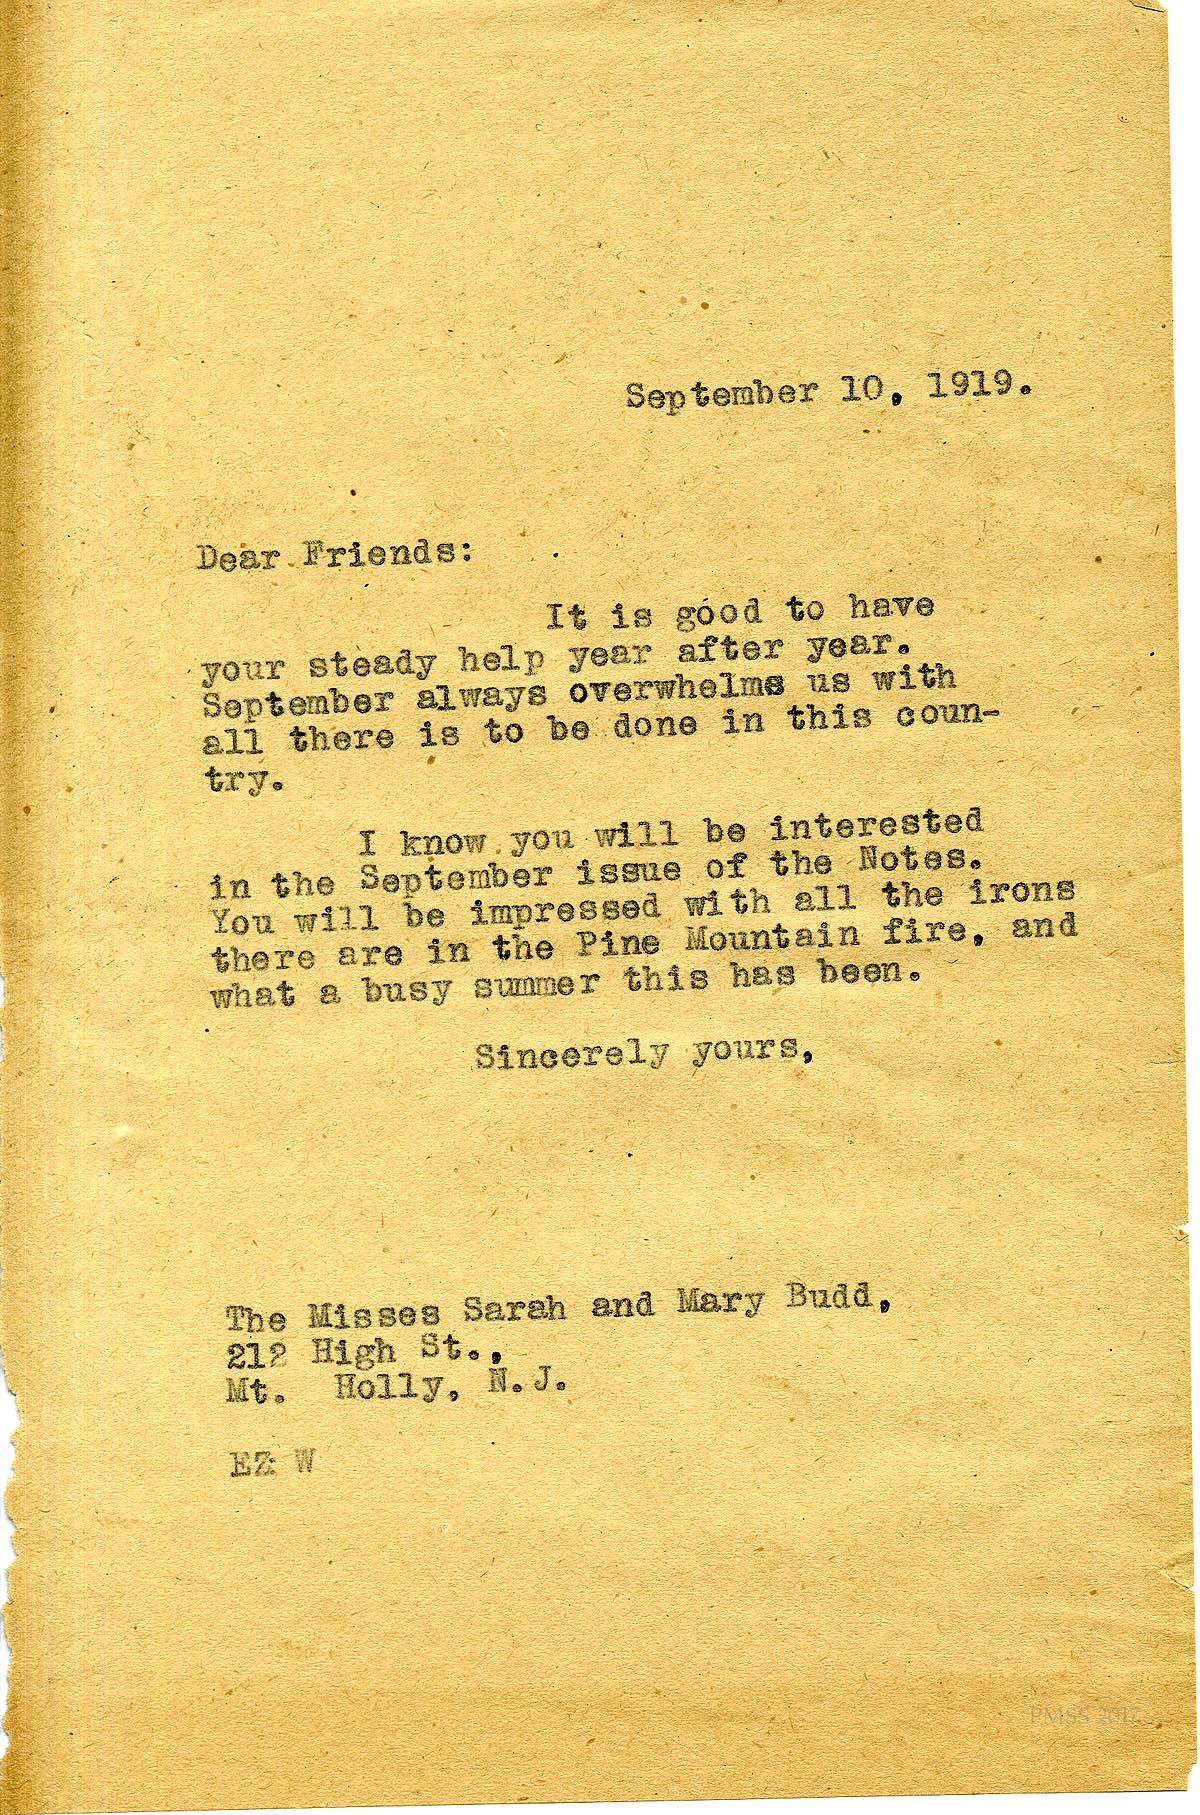 September 10, 1919.
Dear Friends:
It is good to have
your steady help year after year.
September always overwhelms us with
all there is to be done in this coun-
try.
I know you will be interested
in the September issue of the Notes.
You will be impressed with all the irons
there are in the Pine Mountain fire, and
what a busy summer this has been.
Sincerely yours,
The Misses Sarah and Mary Budd,
212 High St.,
Mt. Holly, N.J.
EZ W
PMSS 2017